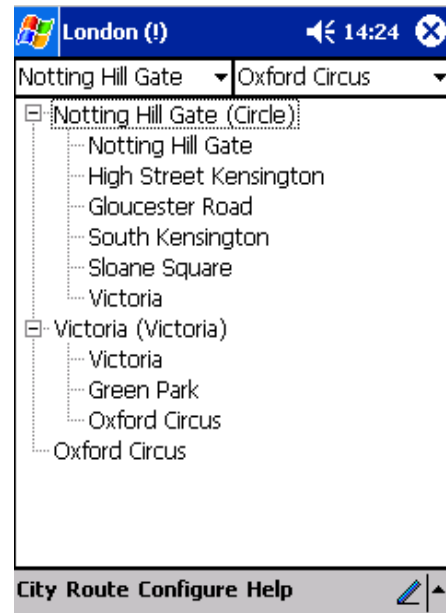 London (!) 14:24
Notting Hill Gate Oxford Circus
Notting Hill Gate (Circle)
Notting Hill Gate
High Street Kensington
Gloucester Road
South Kensington
Sloane Square
Victoria
Victoria (Victoria)
Victoria
Green Park
Oxford Circus
Oxford Circus
City Route Configure Help